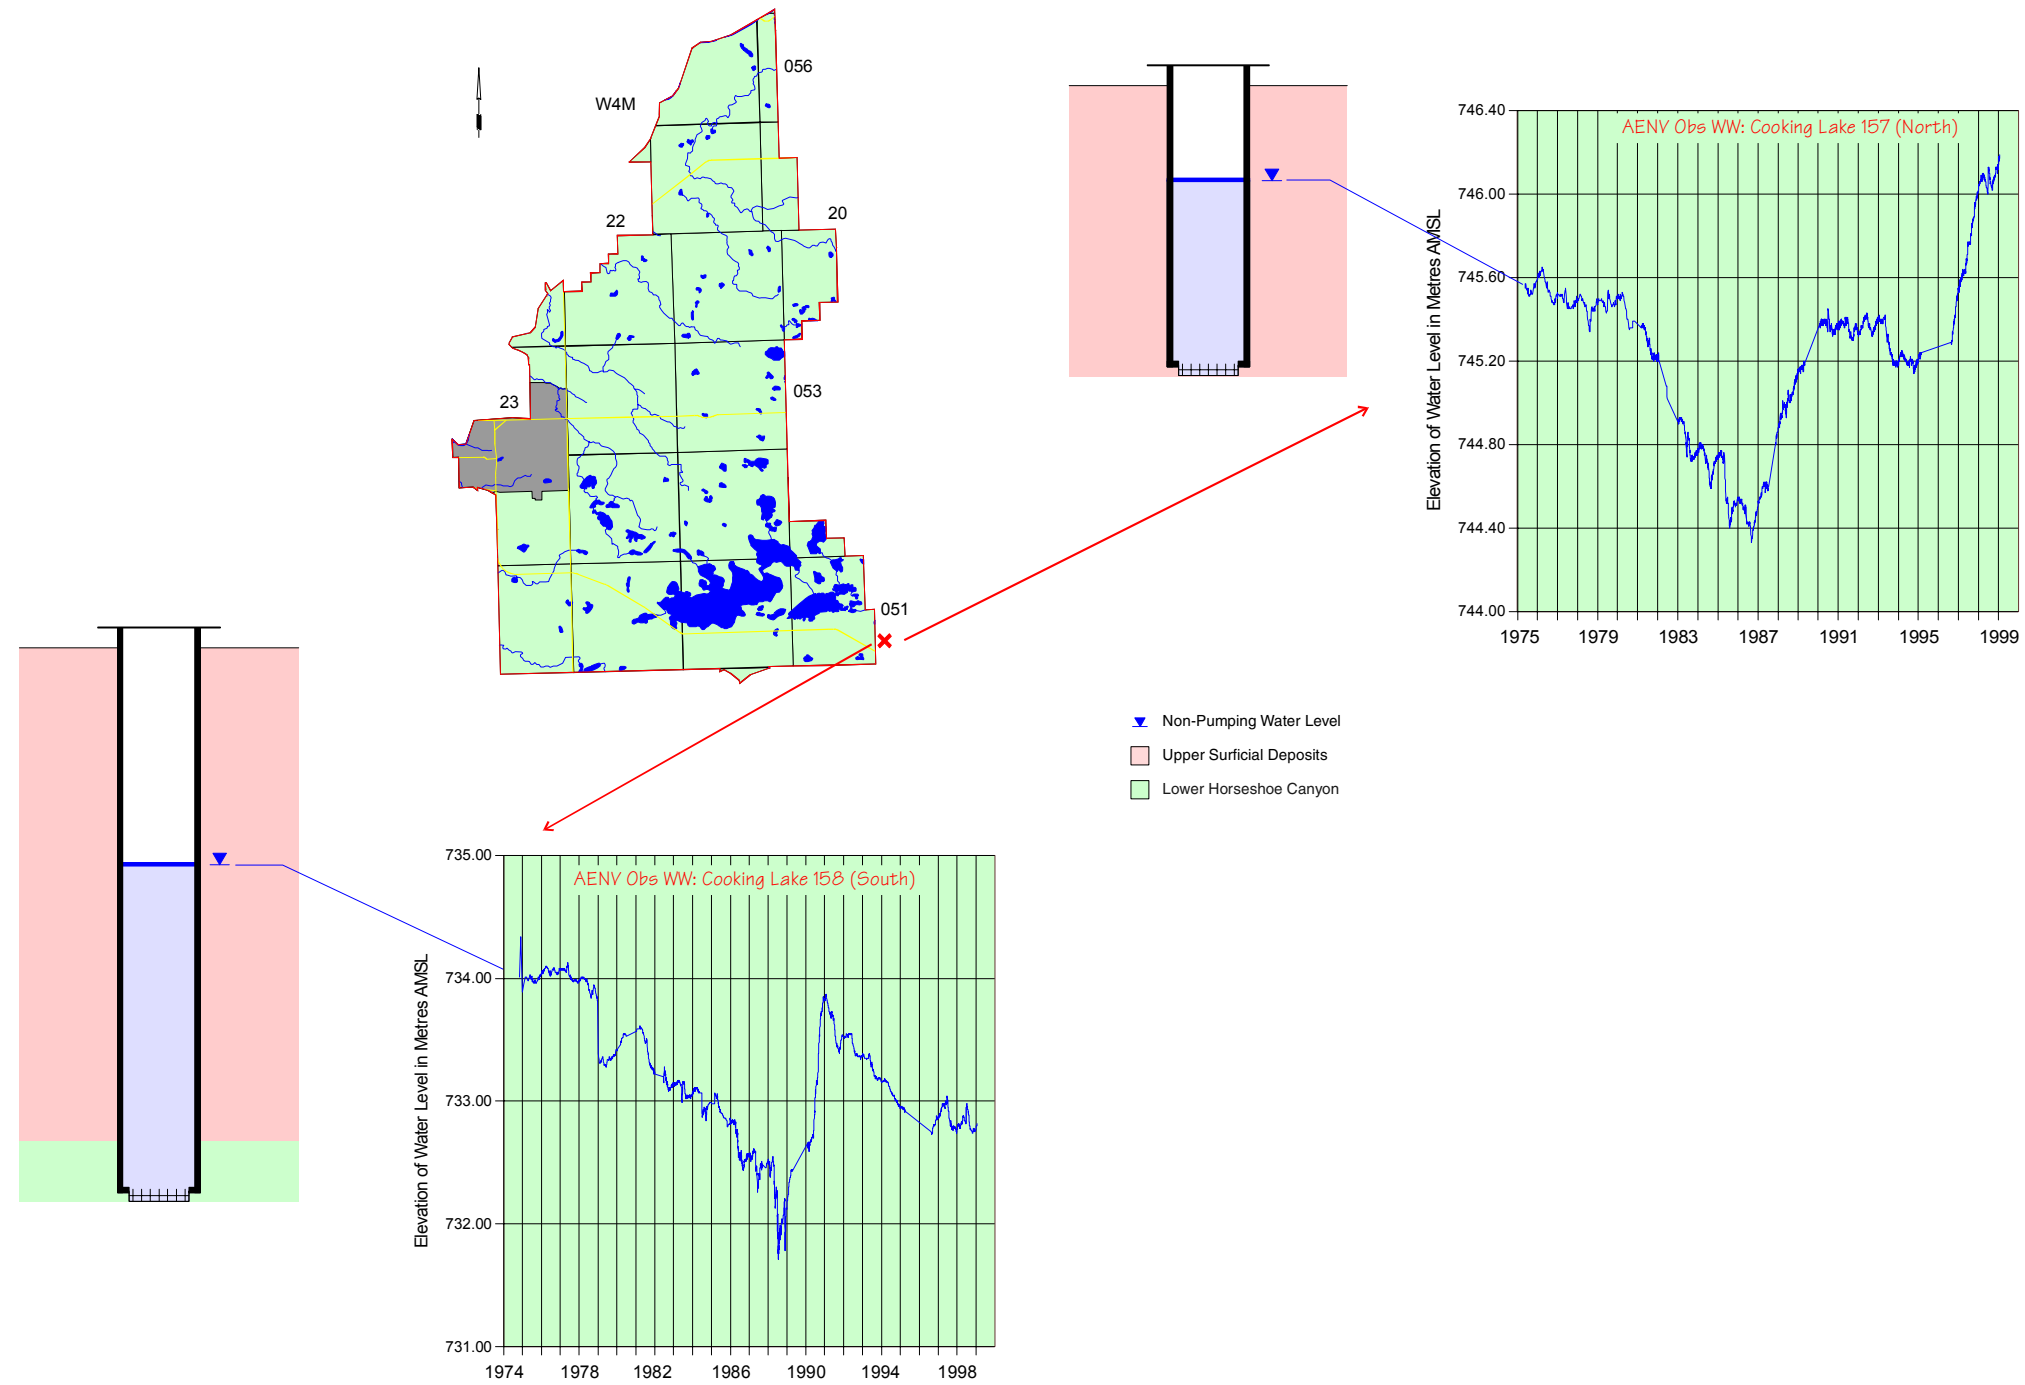 056
W4M
22
20
23
053
051
746.40
746.00
745.60
745.20
744.80
744.40
744.00
AENV Obs WW: Cooking Lake 157 (North)
Elevation of Water Level in Metres AMSL
1975 1979 1983 1987 1991 1995 1999
Non-Pumping Water Level
Upper Surficial Deposits
Lower Horseshoe Canyon
735.00
734.00
733.00
732.00
731.00
AENV Obs WW: Cooking Lake 158 (South)
Elevation of Water Level in Metres AMSL
1974 1978 1982 1986 1990 1994 1998